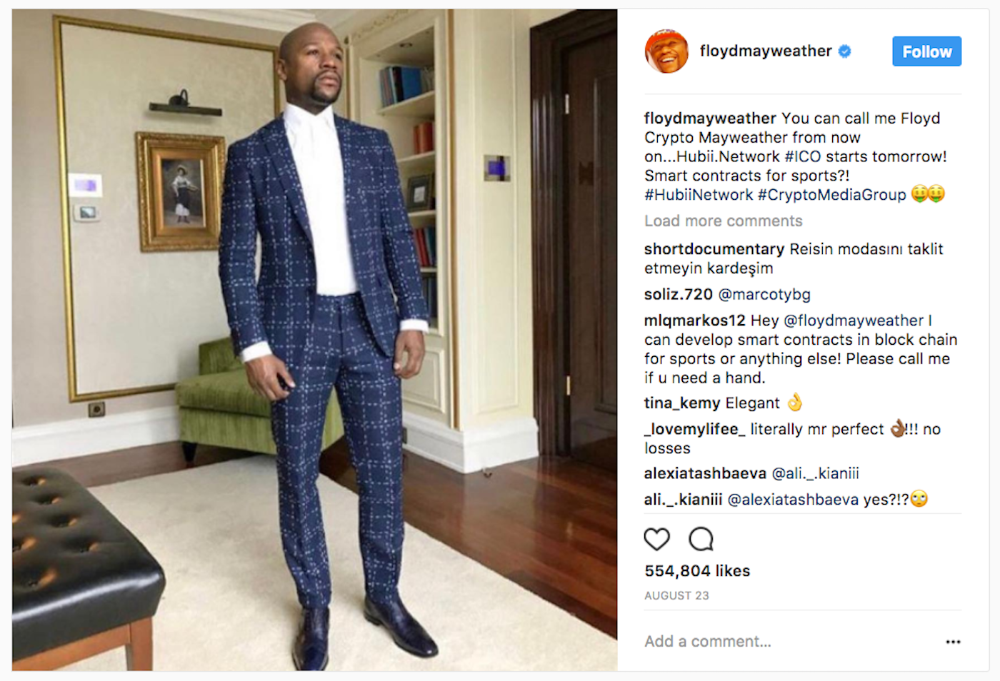 floydmayweather
Follow
floydmayweather You can call me Floyd
Crypto Mayweather from now
on...Hubii.Network #ICO starts tomorrow!
Smart contracts for sports?!
#HubiiNetwork #CryptoMediaGroup 🤑🤑
Load more comments
shortdocumentary Reisin modasını taklit
etmeyin kardeşim
soliz.720 @marcotybg
mlqmarkos12 Hey @floydmayweather I
can develop smart contracts in block chain
for sports or anything else! Please call me
if u need a hand.
tina_kemy Elegant 👌
_lovemylifee_ literally mr perfect 👌🏾!!! no
losses
alexiatashbaeva @ali._.kianiii
ali._.kianiii @alexiatashbaeva yes?!?🙄
554,804 likes
AUGUST 23
Add a comment...